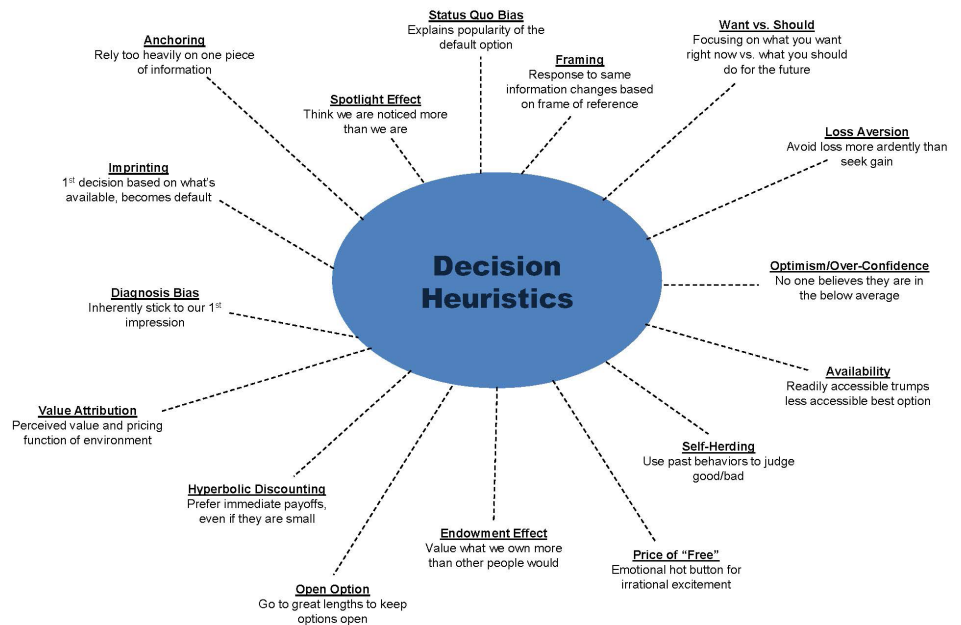 Status Quo Bias
Explains popularity of the
default option
Want vs. Should
Focusing on what you want
right now vs. what you should
do for the future
Anchoring
Rely too heavily on one piece
of information
Framing
Response to same
information changes based
on frame of reference
Spotlight Effect
Think we are noticed more
than we are
Loss Aversion
Avoid loss more ardently than
seek gain
Imprinting
1st decision based on what's
available, becomes default
Decision
Heuristics
Optimism/Over-Confidence
No one believes they are in
the below average
Diagnosis Bias
Inherently stick to our 1st
impression
Availability
Readily accessible trumps
less accessible best option
Value Attribution
Perceived value and pricing
function of environment
Self-Herding
Use past behaviors to judge
good/bad
Hyperbolic Discounting
Prefer immediate payoffs,
even if they are small
Endowment Effect
Value what we own more
than other people would
Price of “Free”
Emotional hot button for
irrational excitement
Open Option
Go to great lengths to keep
options open